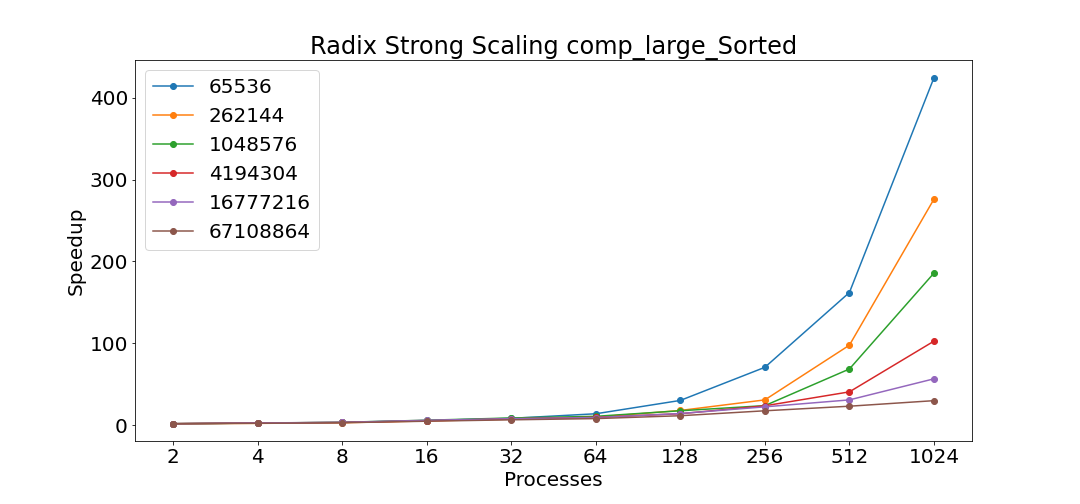 Radix Strong Scaling comp_large_Sorted
65536
262144
1048576
4194304
16777216
67108864
Speedup
400
300
200
100
0
2 4 8 16 32 64 128 256 512 1024
Processes